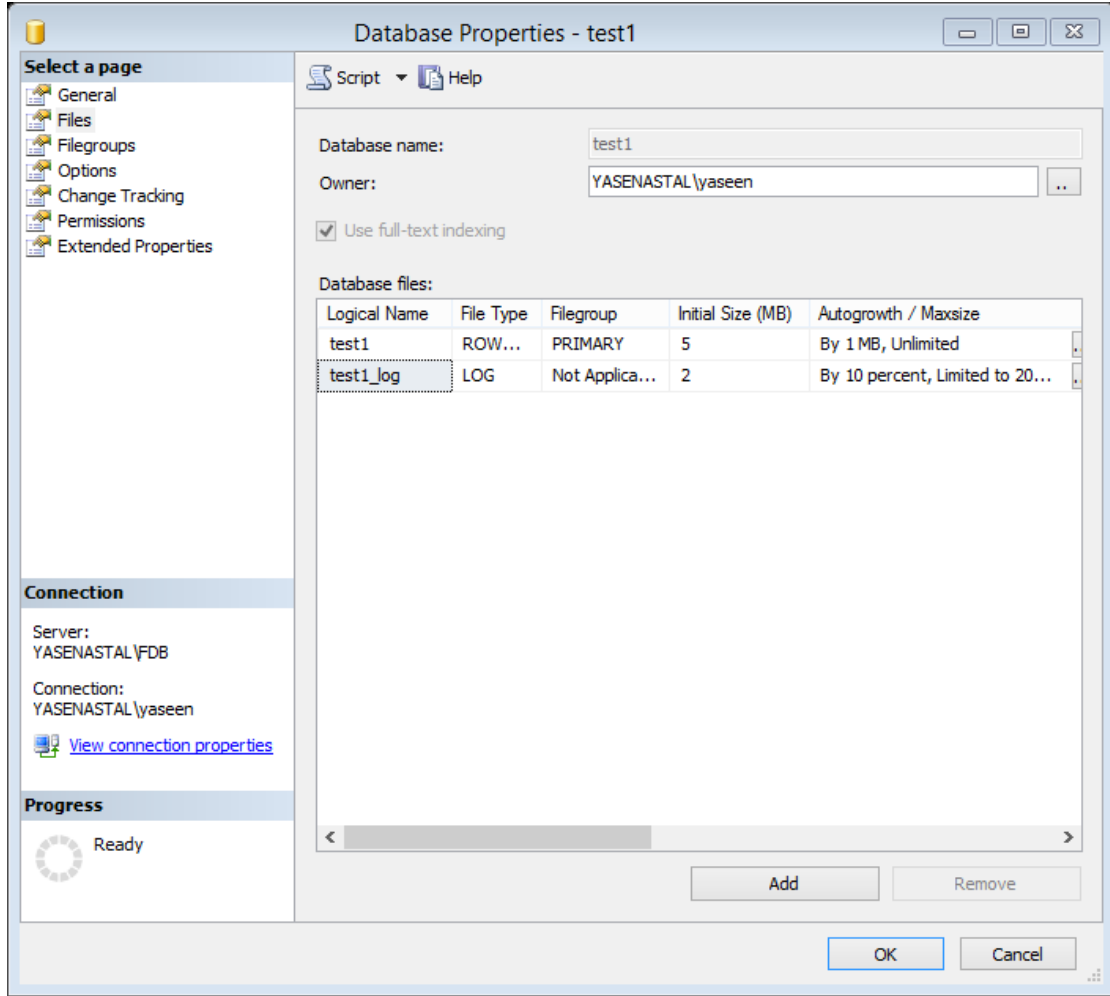 Database Properties - test1
Select a page
General
Files
Filegroups
Options
Change Tracking
Permissions
Extended Properties
Script
Help
Database name:
test1
Owner:
YASENASTAL\yaseen
..
Use full-text indexing
Database files:
Logical Name File Type Filegroup Initial Size (MB) Autogrowth / Maxsize
test1 ROW... PRIMARY 5 By 1 MB, Unlimited
test1_log LOG Not Applica... 2 By 10 percent, Limited to 20...
Connection
Server:
YASENASTAL\FDB
Connection:
YASENASTAL\yaseen
View connection properties
Progress
Ready
Add Remove
OK Cancel